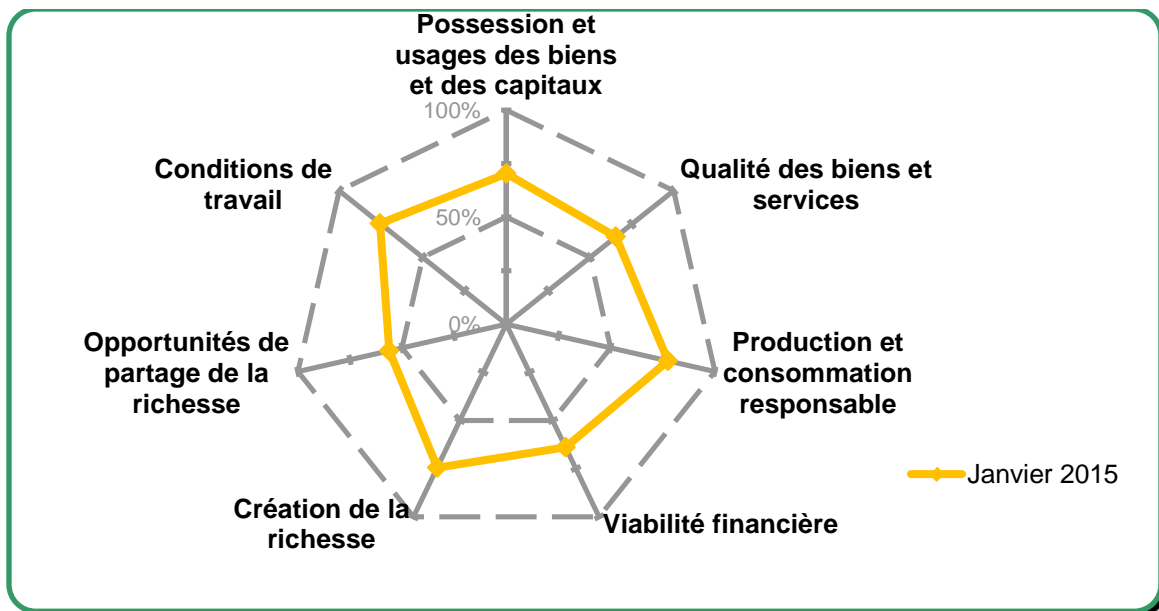 Possession et
usages des biens
et des capitaux
100%
Conditions de
travail
Qualité des biens et
services
50%
0%
Opportunités de
partage de la
richesse
Production et
consommation
responsable
Janvier 2015
Création de la
richesse
Viabilité financière